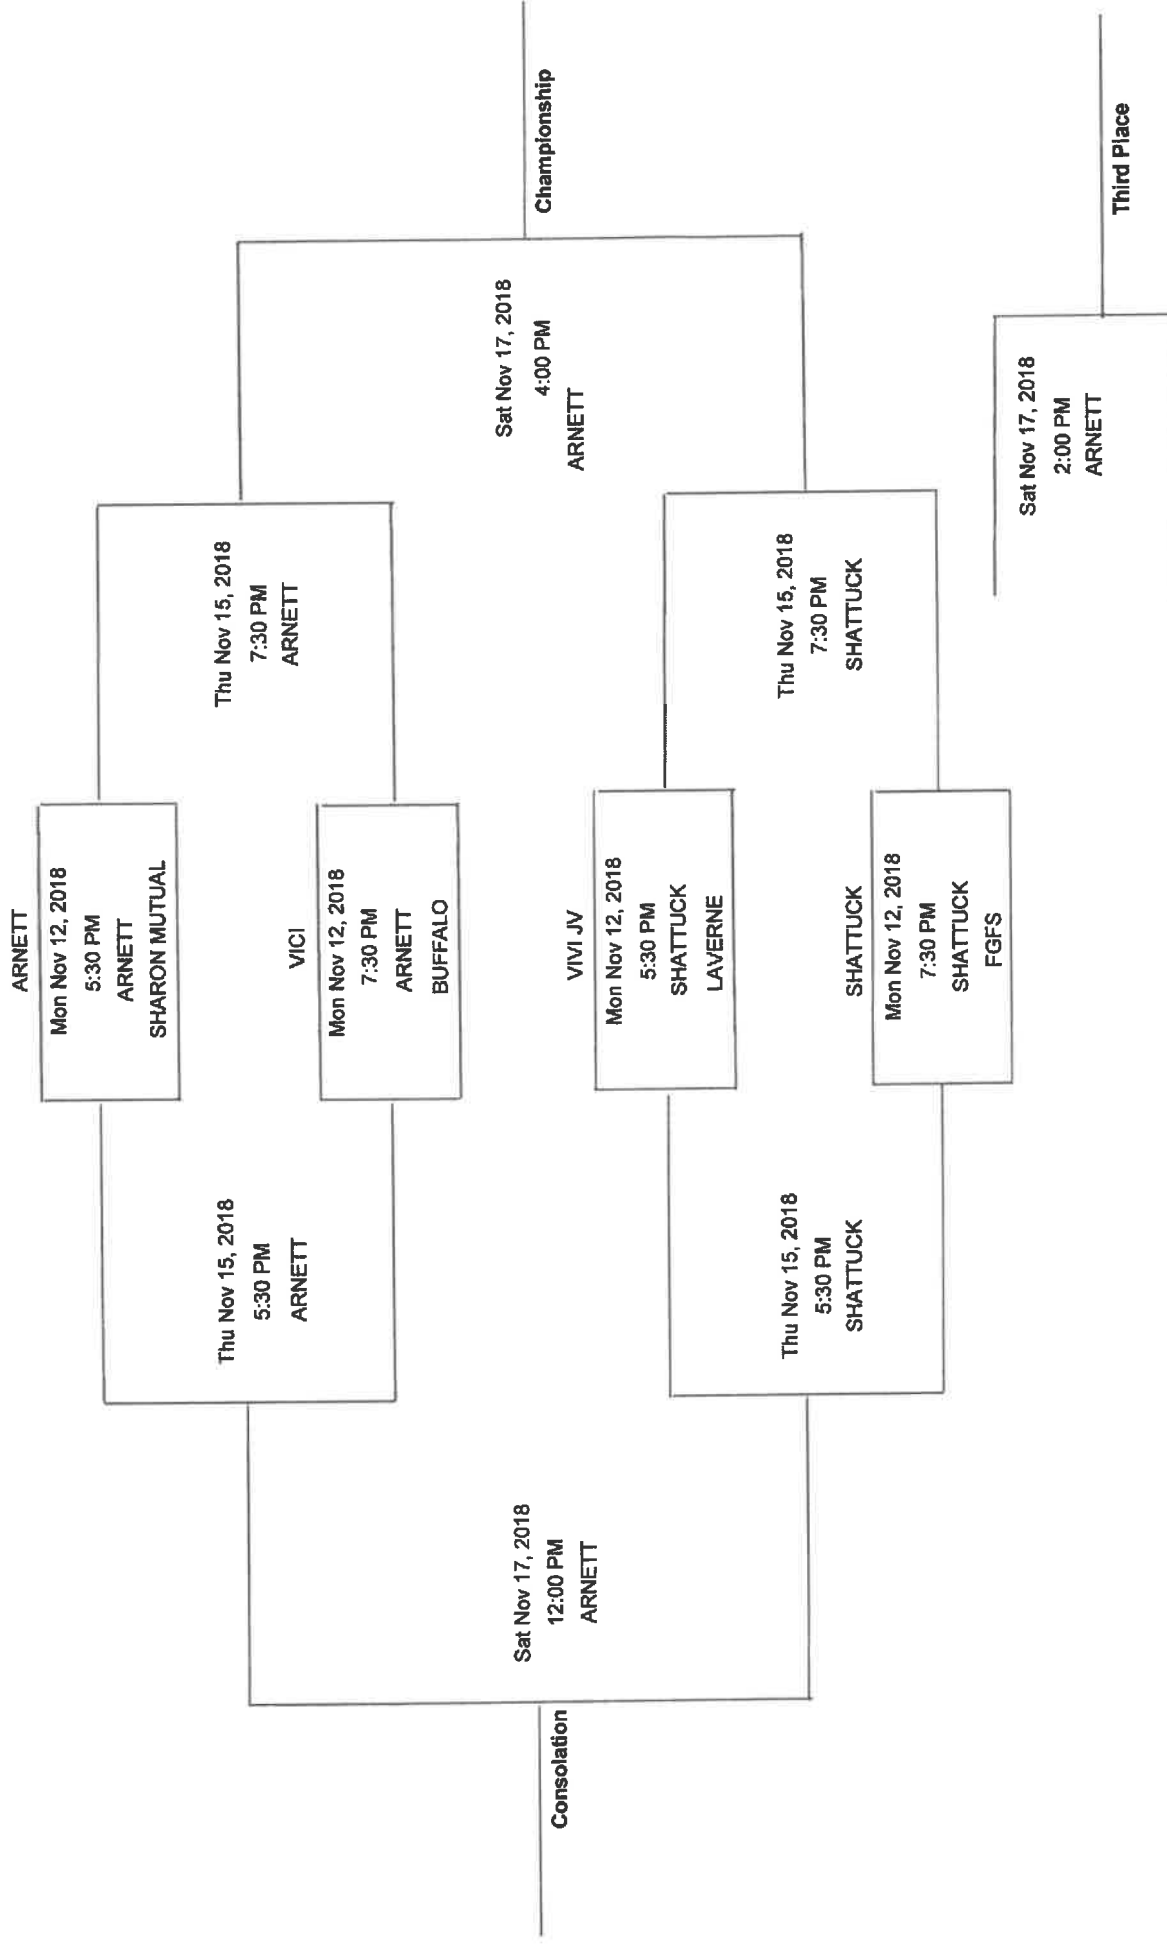 ARNETT
Mon Nov 12, 2018
5:30 PM
ARNETT
SHARON MUTUAL
VICI
Mon Nov 12, 2018
7:30 PM
ARNETT
BUFFALO
VIVI JV
Mon Nov 12, 2018
5:30 PM
SHATTUCK
LAVERNE
SHATTUCK
Mon Nov 12, 2018
7:30 PM
SHATTUCK
FGFS
Thu Nov 15, 2018
5:30 PM
ARNETT
Thu Nov 15, 2018
5:30 PM
SHATTUCK
Thu Nov 15, 2018
7:30 PM
ARNETT
Thu Nov 15, 2018
7:30 PM
SHATTUCK
Sat Nov 17, 2018
12:00 PM
ARNETT
Consolation
Sat Nov 17, 2018
4:00 PM
ARNETT
Championship
Sat Nov 17, 2018
2:00 PM
ARNETT
Third Place